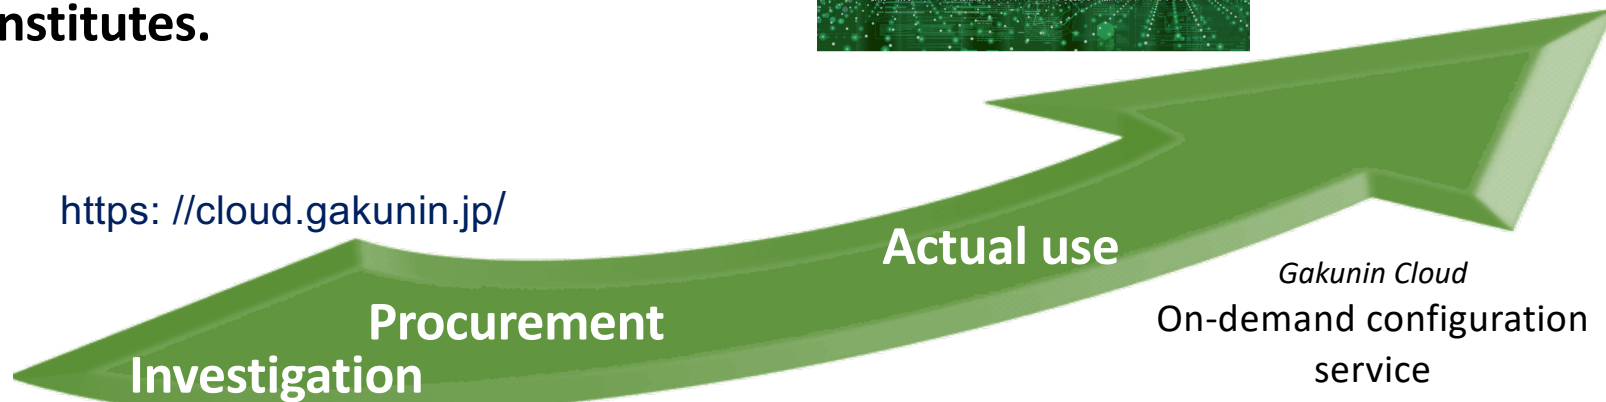 nstitutes.
https: //cloud.gakunin.jp/
Actual use
Procurement
Investigation
Gakunin Cloud
On-demand configuration
service